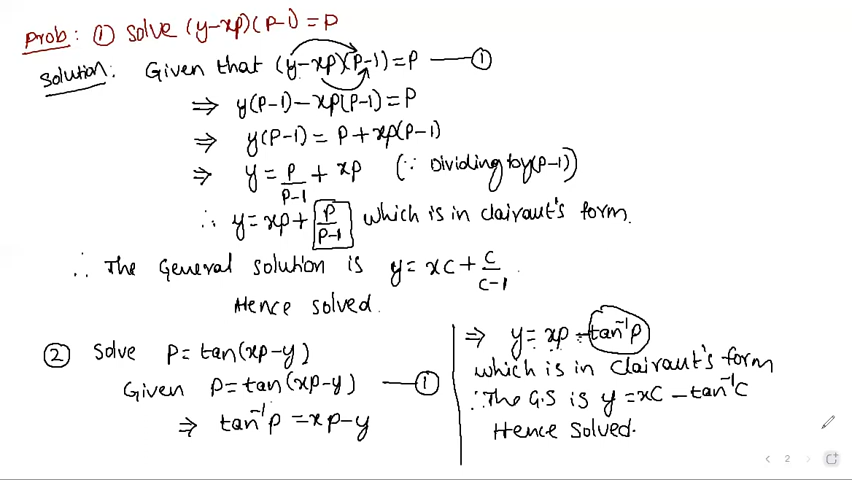 Prob: ① Solve (y-xp)(p-1) = p
Solution: Given that (y-xp)(p-1) = p —— ①
⇒ y(p-1) - xp(p-1) = p
⇒ y(p-1) = p + xp(p-1)
⇒ y = p/(p-1) + xp (∵ Dividing by (p-1))
∴ y = xp + p/(p-1) which is in clairaut's form.
∴ The General solution is y = xc + c/(c-1).
Hence solved.
② Solve p = tan(xp-y)
Given p = tan(xp-y) —— ①
⇒ tan⁻¹p = xp - y
⇒ y = xp - tan⁻¹p
which is in clairaut's form
∴ The G.S is y = xc - tan⁻¹c
Hence solved.
2